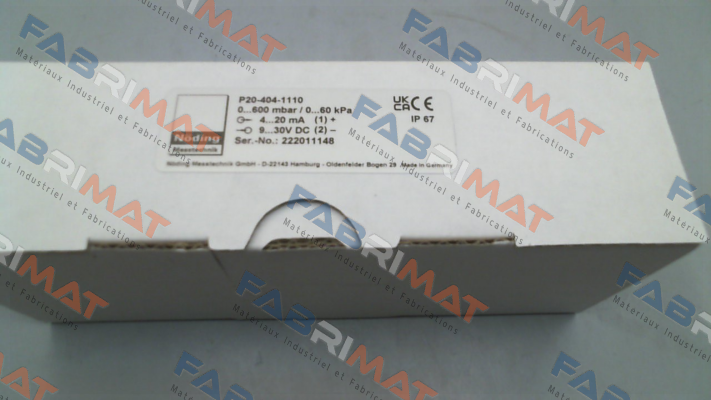 P20-404-1110
0...600 mbar / 0...60 kPa
4...20 mA (1) +
9...30V DC (2) –
Ser.-No.: 222011148
UK CA CE
IP 67
Nöding
Messtechnik
Nöding Messtechnik GmbH - D-22143 Hamburg - Oldenfelder Bogen 29 Made in Germany
FABRIMAT
Materiaux Industriel et Fabrications